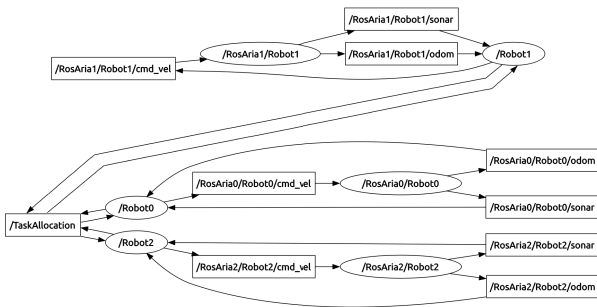 /RosAria1/Robot1/sonar
/RosAria1/Robot1
/RosAria1/Robot1/odom
/Robot1
/RosAria1/Robot1/cmd_vel
/RosAria0/Robot0/odom
/RosAria0/Robot0/cmd_vel
/RosAria0/Robot0
/Robot0
/RosAria0/Robot0/sonar
/TaskAllocation
/Robot2
/RosAria2/Robot2/sonar
/RosAria2/Robot2/cmd_vel
/RosAria2/Robot2
/RosAria2/Robot2/odom